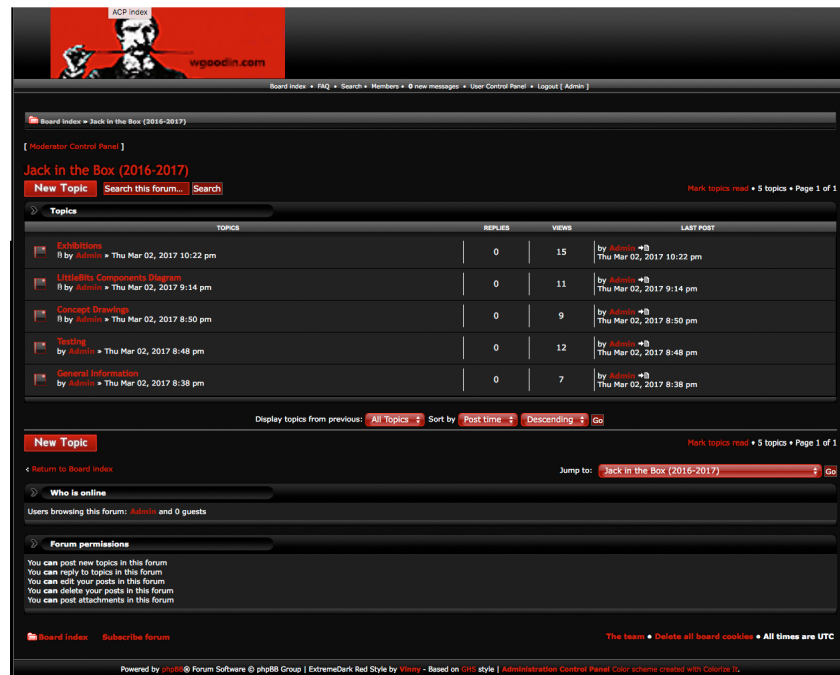 ACP index
wgoodin.com
Board index • FAQ • Search • Members • 0 new messages • User Control Panel • Logout [ Admin ]
Board index » Jack in the Box (2016-2017)
[ Moderator Control Panel ]
Jack in the Box (2016-2017)
New Topic Search this forum... Search Mark topics read • 5 topics • Page 1 of 1
Topics
TOPICS REPLIES VIEWS LAST POST
Exhibitions
by Admin » Thu Mar 02, 2017 10:22 pm 0 15 by Admin
Thu Mar 02, 2017 10:22 pm
LittleBits Components Diagram
by Admin » Thu Mar 02, 2017 9:14 pm 0 11 by Admin
Thu Mar 02, 2017 9:14 pm
Concept Drawings
by Admin » Thu Mar 02, 2017 8:50 pm 0 9 by Admin
Thu Mar 02, 2017 8:50 pm
Testing
by Admin » Thu Mar 02, 2017 8:48 pm 0 12 by Admin
Thu Mar 02, 2017 8:48 pm
General Information
by Admin » Thu Mar 02, 2017 8:38 pm 0 7 by Admin
Thu Mar 02, 2017 8:38 pm
Display topics from previous: All Topics Sort by Post time Descending Go
New Topic Mark topics read • 5 topics • Page 1 of 1
‹ Return to Board index Jump to: Jack in the Box (2016-2017) Go
Who is online
Users browsing this forum: Admin and 0 guests
Forum permissions
You can post new topics in this forum
You can reply to topics in this forum
You can edit your posts in this forum
You can delete your posts in this forum
You can post attachments in this forum
Board index Subscribe forum The team • Delete all board cookies • All times are UTC
Powered by phpBB® Forum Software © phpBB Group | ExtremeDark Red Style by Vinny - Based on GHS style | Administration Control Panel Color scheme created with Colorize It.